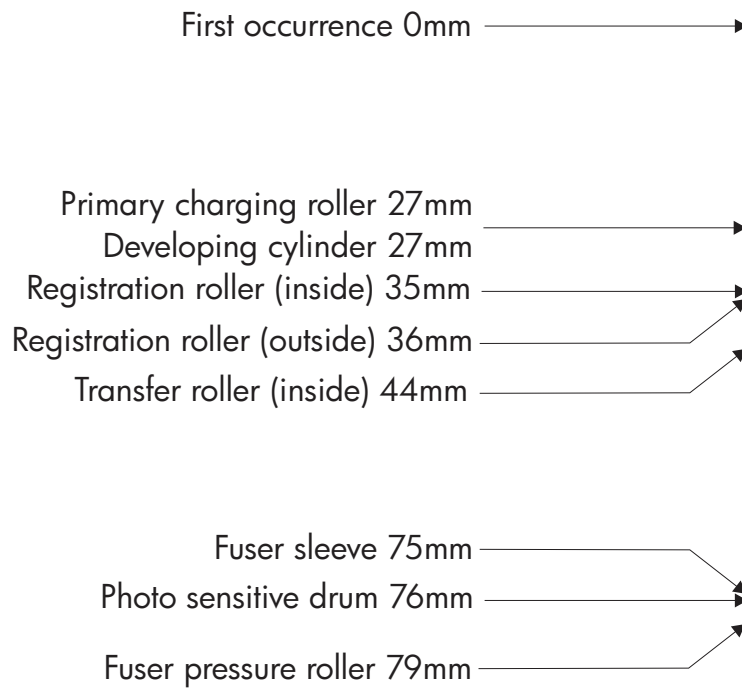 First occurrence 0mm
Primary charging roller 27mm
Developing cylinder 27mm
Registration roller (inside) 35mm
Registration roller (outside) 36mm
Transfer roller (inside) 44mm
Fuser sleeve 75mm
Photo sensitive drum 76mm
Fuser pressure roller 79mm